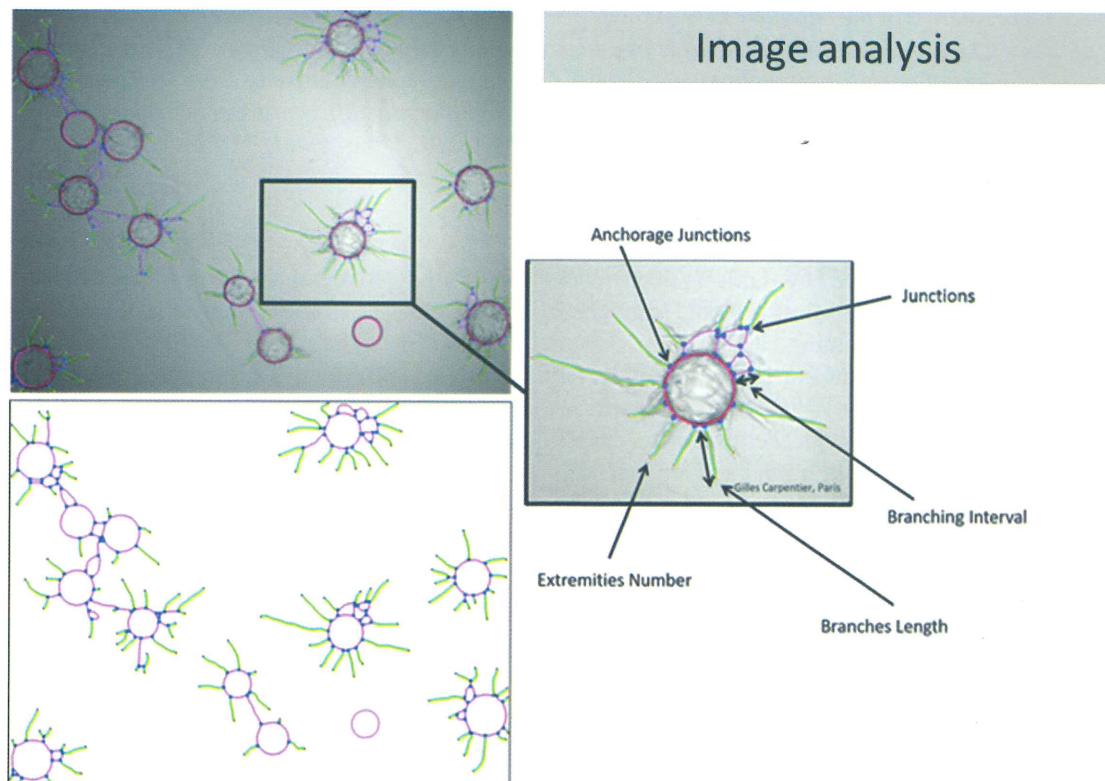 Image analysis
Anchorage Junctions
Junctions
Gilles Carpentier, Paris
Branching Interval
Extremities Number
Branches Length